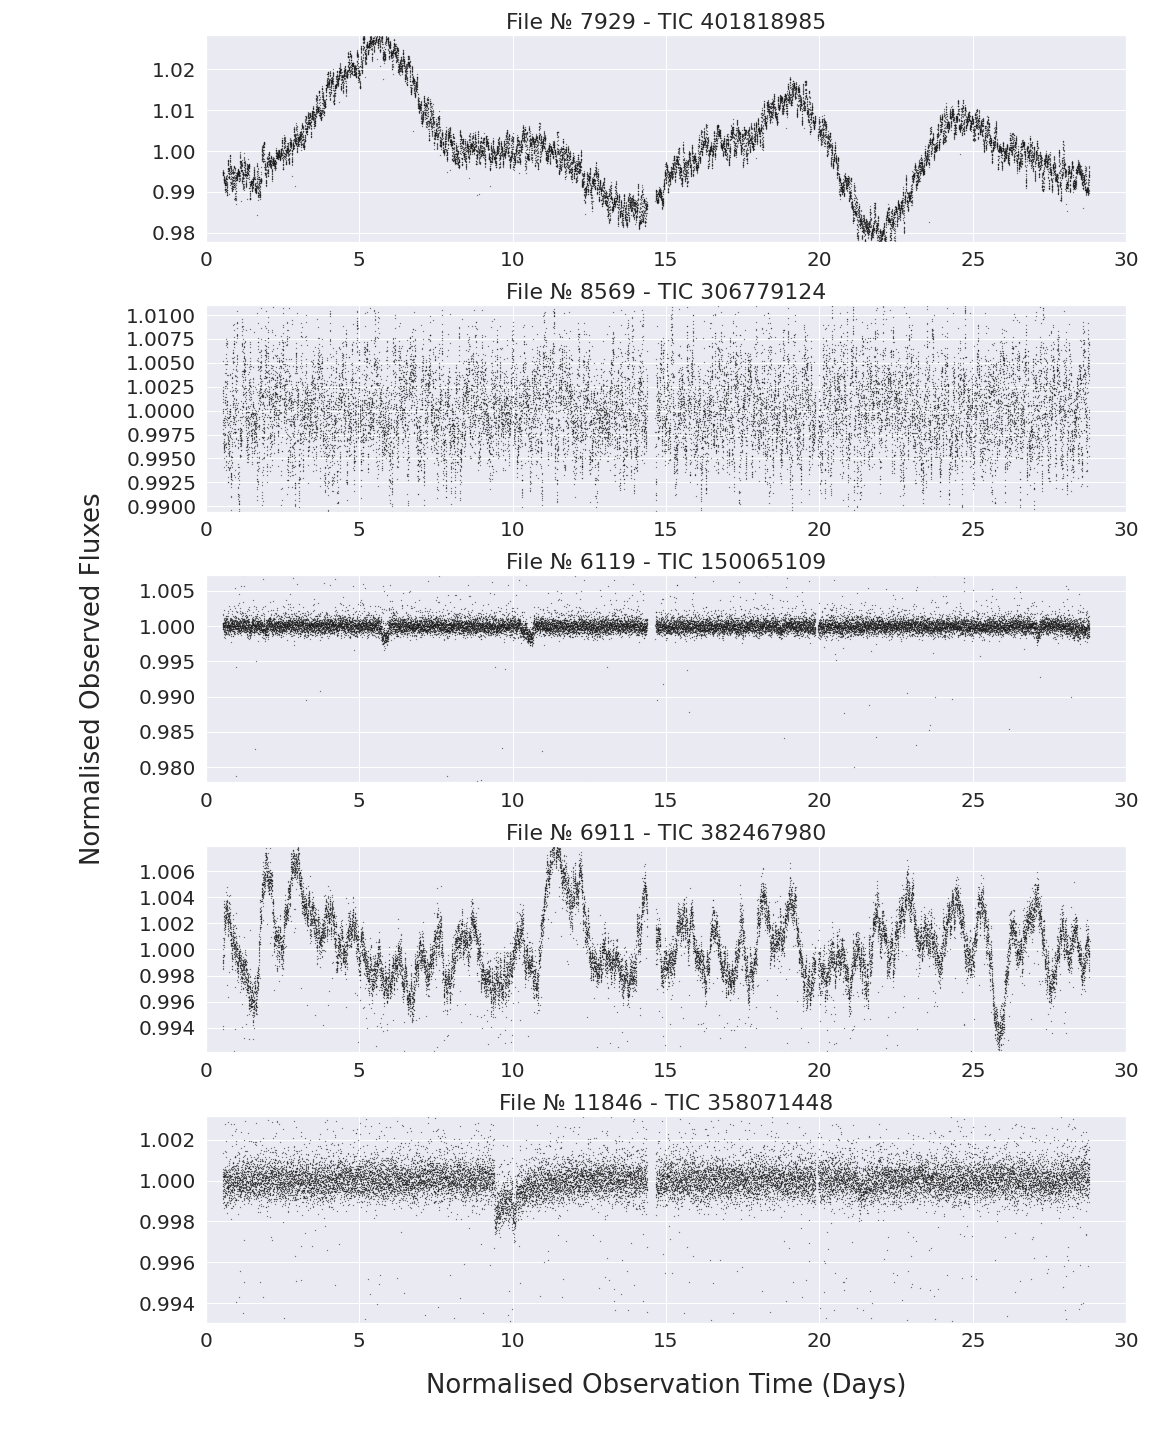 File № 7929 - TIC 401818985
1.02
1.01
1.00
0.99
0.98
0 5 10 15 20 25 30
File № 8569 - TIC 306779124
1.0100
1.0075
1.0050
1.0025
1.0000
0.9975
0.9950
0.9925
0.9900
0 5 10 15 20 25 30
File № 6119 - TIC 150065109
1.005
1.000
0.995
0.990
0.985
0.980
0 5 10 15 20 25 30
File № 6911 - TIC 382467980
1.006
1.004
1.002
1.000
0.998
0.996
0.994
0 5 10 15 20 25 30
File № 11846 - TIC 358071448
1.002
1.000
0.998
0.996
0.994
0 5 10 15 20 25 30
Normalised Observed Fluxes
Normalised Observation Time (Days)